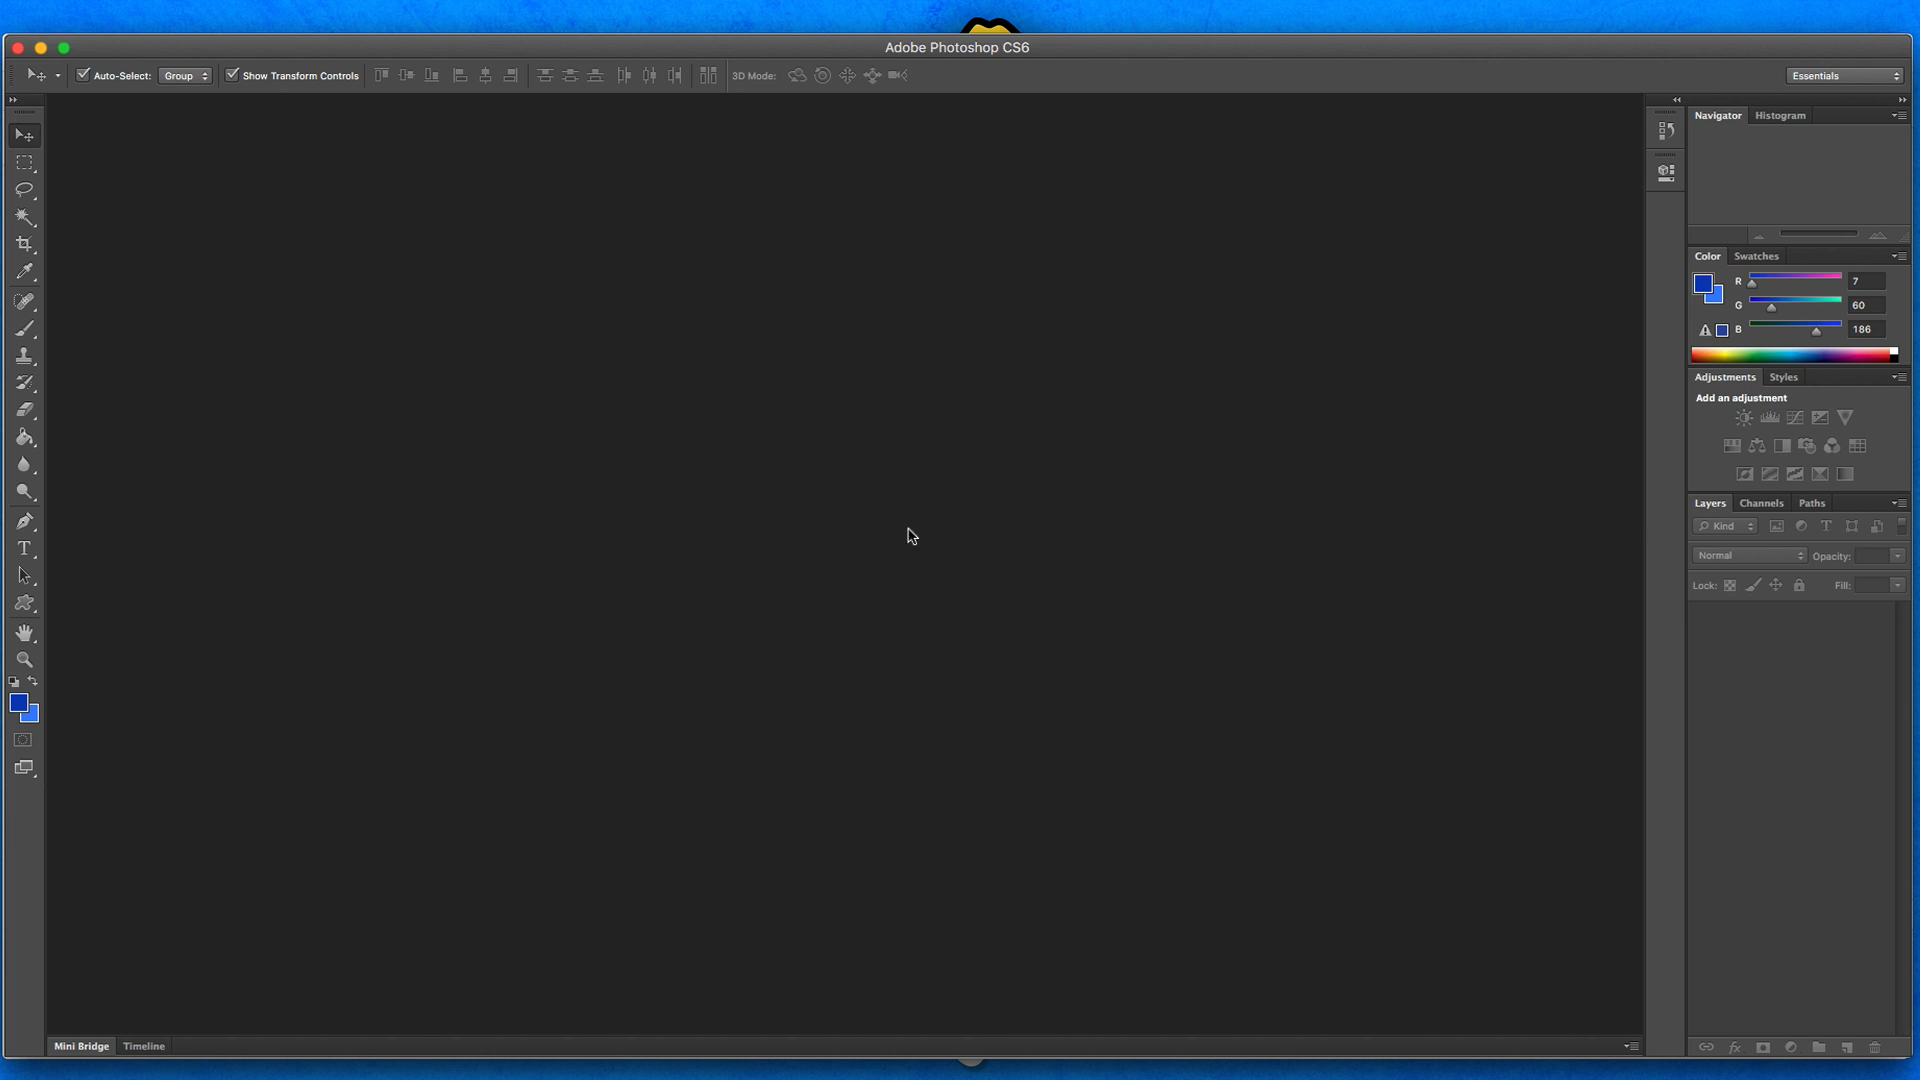 Adobe Photoshop CS6
Auto-Select: Group Show Transform Controls 3D Mode: Essentials
Navigator Histogram
Color Swatches
R 7
G 60
B 186
Adjustments Styles
Add an adjustment
Layers Channels Paths
Kind T
Normal Opacity:
Lock: Fill:
T
fx
Mini Bridge Timeline